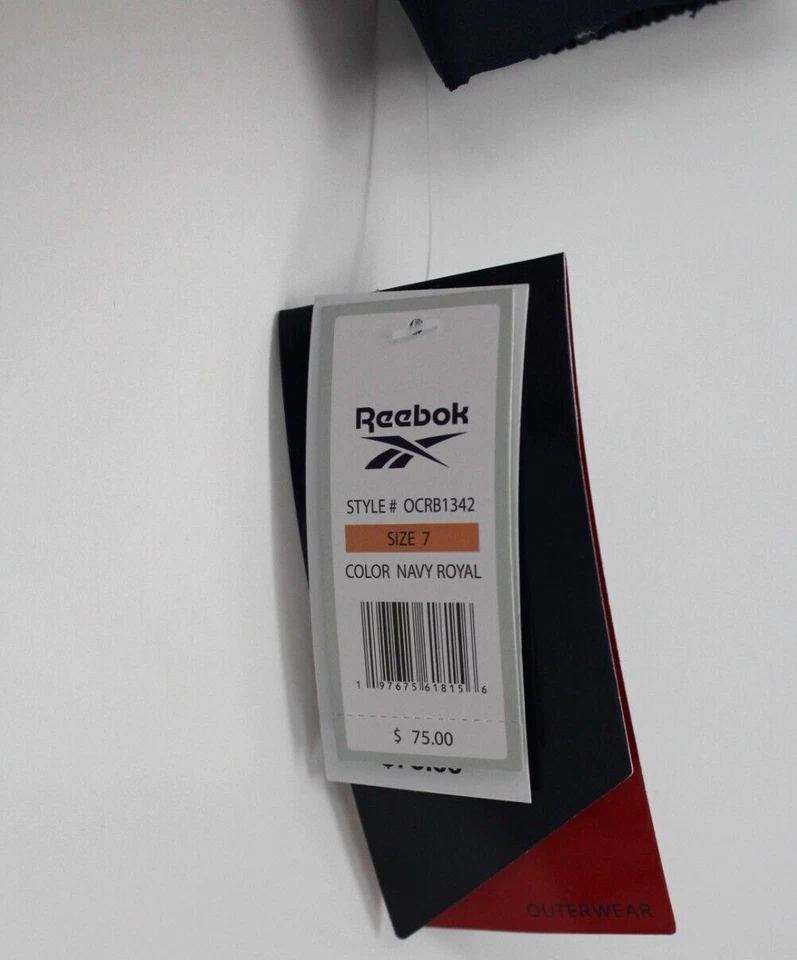 Reebok
STYLE # OCRB1342
SIZE 7
COLOR NAVY ROYAL
1 97675 61815 6
$ 75.00
OUTERWEAR